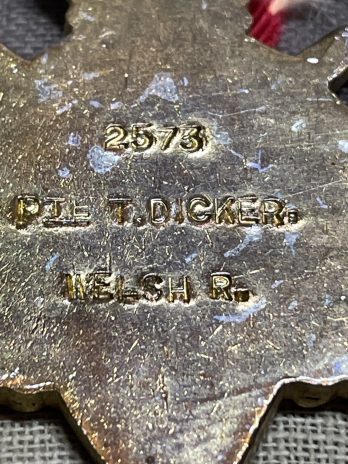 2573
PTE T. DICKER.
WELSH R.